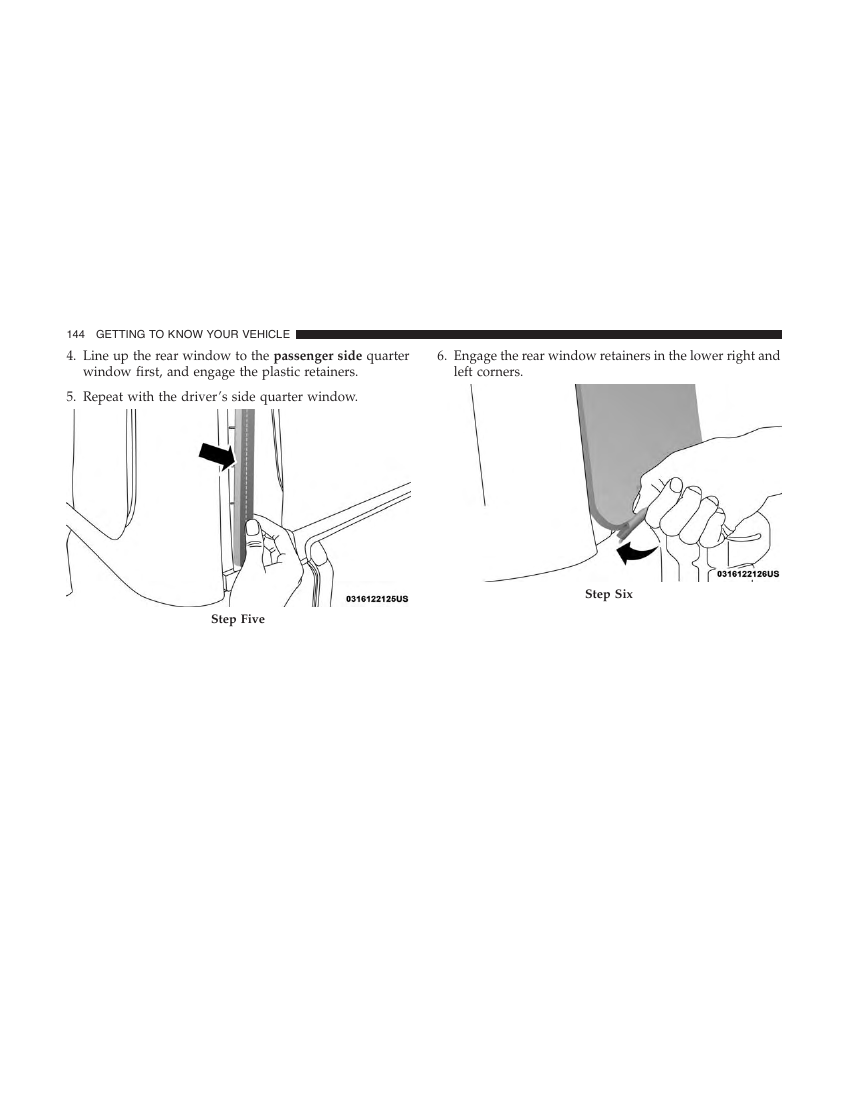 144 GETTING TO KNOW YOUR VEHICLE
4. Line up the rear window to the passenger side quarter
window first, and engage the plastic retainers.
5. Repeat with the driver's side quarter window.
0316122125US
Step Five
6. Engage the rear window retainers in the lower right and
left corners.
0316122126US
Step Six